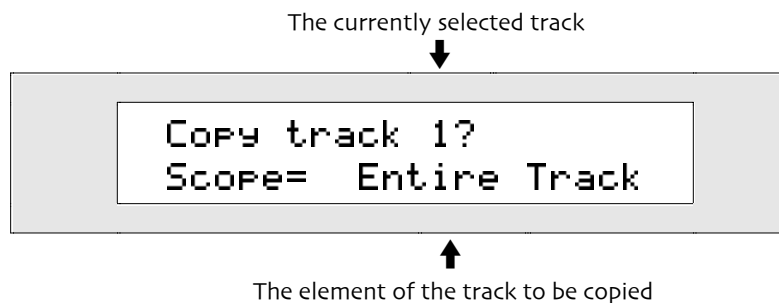 The currently selected track
Copy track 1?
Scope=  Entire Track
The element of the track to be copied